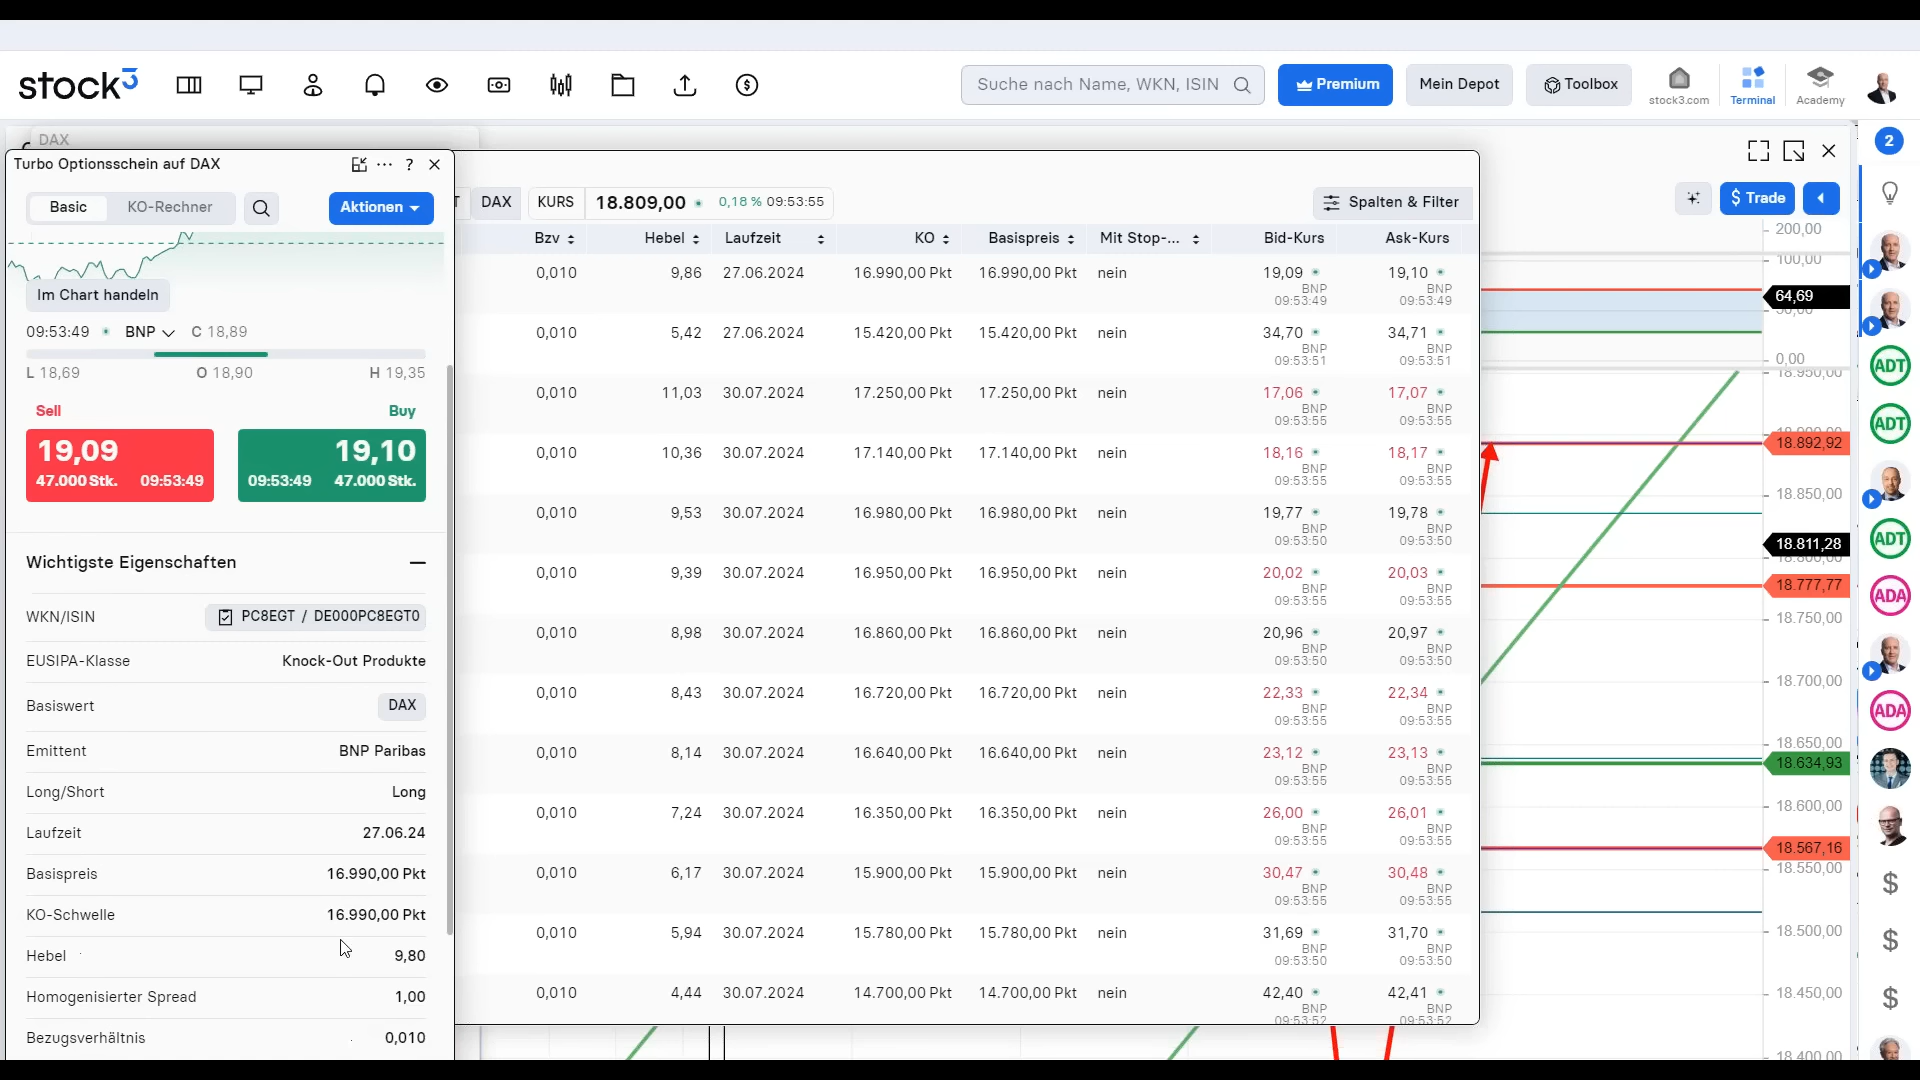 stock3
Suche nach Name, WKN, ISIN
Premium
Mein Depot
Toolbox
stock3.com
Terminal
Academy
DAX
Turbo Optionsschein auf DAX
?
Basic
KO-Rechner
Aktionen
Im Chart handeln
09:53:49 BNP C 18,89
L 18,69 O 18,90 H 19,35
Sell Buy
19,09 19,10
47.000 Stk. 09:53:49 09:53:49 47.000 Stk.
Wichtigste Eigenschaften
WKN/ISIN PC8EGT / DE000PC8EGT0
EUSIPA-Klasse Knock-Out Produkte
Basiswert DAX
Emittent BNP Paribas
Long/Short Long
Laufzeit 27.06.24
Basispreis 16.990,00 Pkt
KO-Schwelle 16.990,00 Pkt
Hebel 9,80
Homogenisierter Spread 1,00
Bezugsverhältnis 0,010
T DAX KURS 18.809,00 0,18 % 09:53:55 Spalten & Filter
Bzv Hebel Laufzeit KO Basispreis Mit Stop-... Bid-Kurs Ask-Kurs
0,010 9,86 27.06.2024 16.990,00 Pkt 16.990,00 Pkt nein 19,09 19,10
BNP BNP
09:53:49 09:53:49
0,010 5,42 27.06.2024 15.420,00 Pkt 15.420,00 Pkt nein 34,70 34,71
BNP BNP
09:53:51 09:53:51
0,010 11,03 30.07.2024 17.250,00 Pkt 17.250,00 Pkt nein 17,06 17,07
BNP BNP
09:53:55 09:53:55
0,010 10,36 30.07.2024 17.140,00 Pkt 17.140,00 Pkt nein 18,16 18,17
BNP BNP
09:53:55 09:53:55
0,010 9,53 30.07.2024 16.980,00 Pkt 16.980,00 Pkt nein 19,77 19,78
BNP BNP
09:53:50 09:53:50
0,010 9,39 30.07.2024 16.950,00 Pkt 16.950,00 Pkt nein 20,02 20,03
BNP BNP
09:53:55 09:53:55
0,010 8,98 30.07.2024 16.860,00 Pkt 16.860,00 Pkt nein 20,96 20,97
BNP BNP
09:53:50 09:53:50
0,010 8,43 30.07.2024 16.720,00 Pkt 16.720,00 Pkt nein 22,33 22,34
BNP BNP
09:53:55 09:53:55
0,010 8,14 30.07.2024 16.640,00 Pkt 16.640,00 Pkt nein 23,12 23,13
BNP BNP
09:53:55 09:53:55
0,010 7,24 30.07.2024 16.350,00 Pkt 16.350,00 Pkt nein 26,00 26,01
BNP BNP
09:53:55 09:53:55
0,010 6,17 30.07.2024 15.900,00 Pkt 15.900,00 Pkt nein 30,47 30,48
BNP BNP
09:53:55 09:53:55
0,010 5,94 30.07.2024 15.780,00 Pkt 15.780,00 Pkt nein 31,69 31,70
BNP BNP
09:53:50 09:53:50
0,010 4,44 30.07.2024 14.700,00 Pkt 14.700,00 Pkt nein 42,40 42,41
BNP BNP
09:53:52 09:53:52
$ Trade
200,00
100,00
64,69
50,00
0,00
18.950,00
18.892,92
18.850,00
18.811,28
18.800,00
18.777,77
18.750,00
18.700,00
18.650,00
18.634,93
18.600,00
18.567,16
18.550,00
18.500,00
18.450,00
18.400,00
2
ADT
ADT
ADT
ADA
ADA
$
$
$